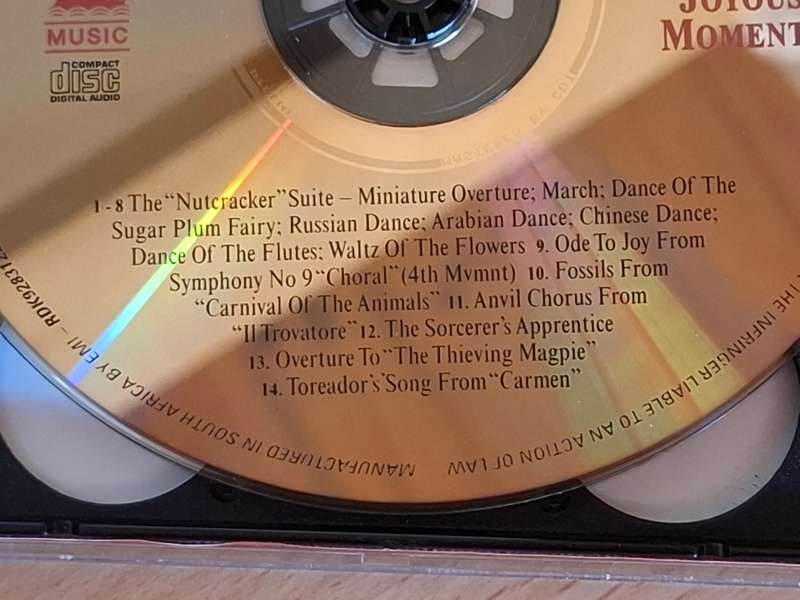 MUSIC
COMPACT
disc
DIGITAL AUDIO
JOYOUS
MOMENT
1 - 8 The “Nutcracker” Suite – Miniature Overture; March; Dance Of The
Sugar Plum Fairy; Russian Dance; Arabian Dance; Chinese Dance;
Dance Of The Flutes; Waltz Of The Flowers 9. Ode To Joy From
Symphony No 9 “Choral” (4th Mvmnt) 10. Fossils From
“Carnival Of The Animals” 11. Anvil Chorus From
“Il Trovatore” 12. The Sorcerer's Apprentice
13. Overture To “The Thieving Magpie”
14. Toreador's' Song From “Carmen”
THE INFRINGER LIABLE TO AN ACTION OF LAW
MANUFACTURED IN SOUTH AFRICA BY EMI –